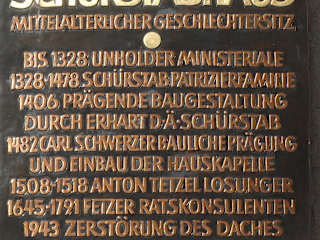 SCHÜRSTABHAUS
MITTELALTERLICHER GESCHLECHTERSITZ
BIS 1328 UNHOLDER MINISTERIALE
1328-1478 SCHÜRSTAB PATRIZIERFAMILIE
1406 PRÄGENDE BAUGESTALTUNG
DURCH ERHART D.Ä. SCHÜRSTAB
1482 CARL SCHWERZER BAULICHE PRÄGUNG
UND EINBAU DER HAUSKAPELLE
1508-1518 ANTON TETZEL LOSUNGER
1645-1791 FETZER RATSKONSULENTEN
1943 ZERSTÖRUNG DES DACHES